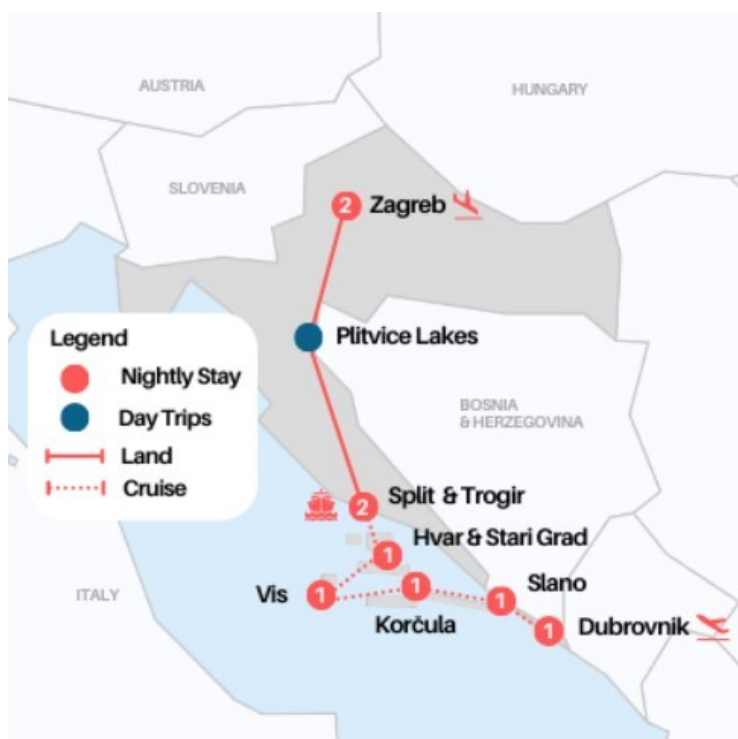 AUSTRIA
HUNGARY
SLOVENIA
2 Zagreb
Plitvice Lakes
Legend
Nightly Stay
Day Trips
Land
Cruise
BOSNIA
& HERZEGOVINA
2 Split & Trogir
Hvar & Stari Grad
1
Vis 1
1
Korčula
Slano
1
ITALY
1 Dubrovnik